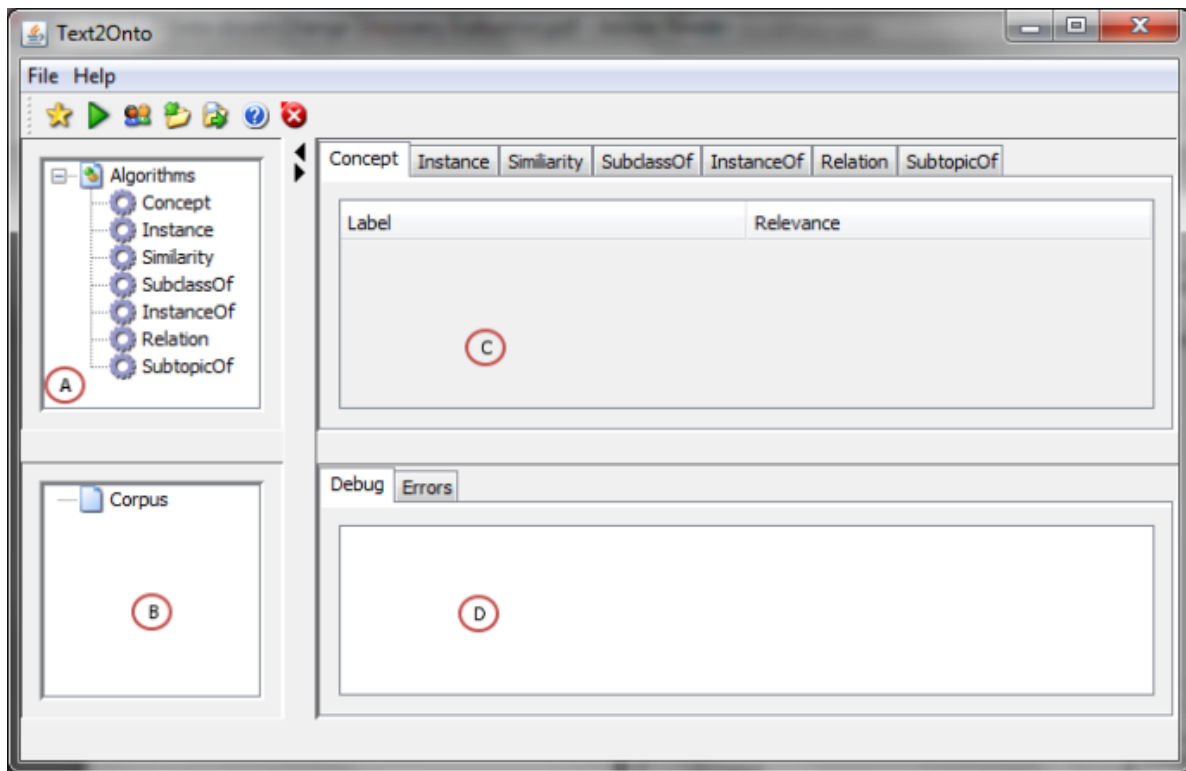 Text2Onto
File Help
Algorithms
Concept
Instance
Similarity
SubclassOf
InstanceOf
Relation
SubtopicOf
A
Concept Instance Similiarity SubclassOf InstanceOf Relation SubtopicOf
Label Relevance
C
Corpus
B
Debug Errors
D